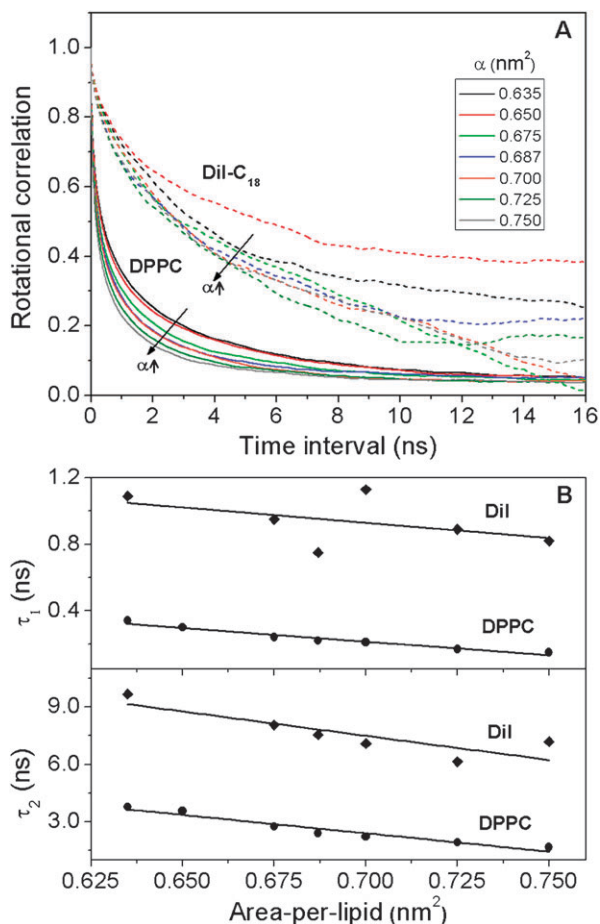 A
α (nm²)
0.635
0.650
0.675
0.687
0.700
0.725
0.750
DiI-C₁₈
DPPC
α↑
α↑
Rotational correlation
1.0
0.8
0.6
0.4
0.2
0.0
0 2 4 6 8 10 12 14 16
Time interval (ns)
B
DiI
DPPC
τ₁ (ns)
1.2
0.8
0.4
DiI
DPPC
τ₂ (ns)
9.0
6.0
3.0
0.625 0.650 0.675 0.700 0.725 0.750
Area-per-lipid (nm²)